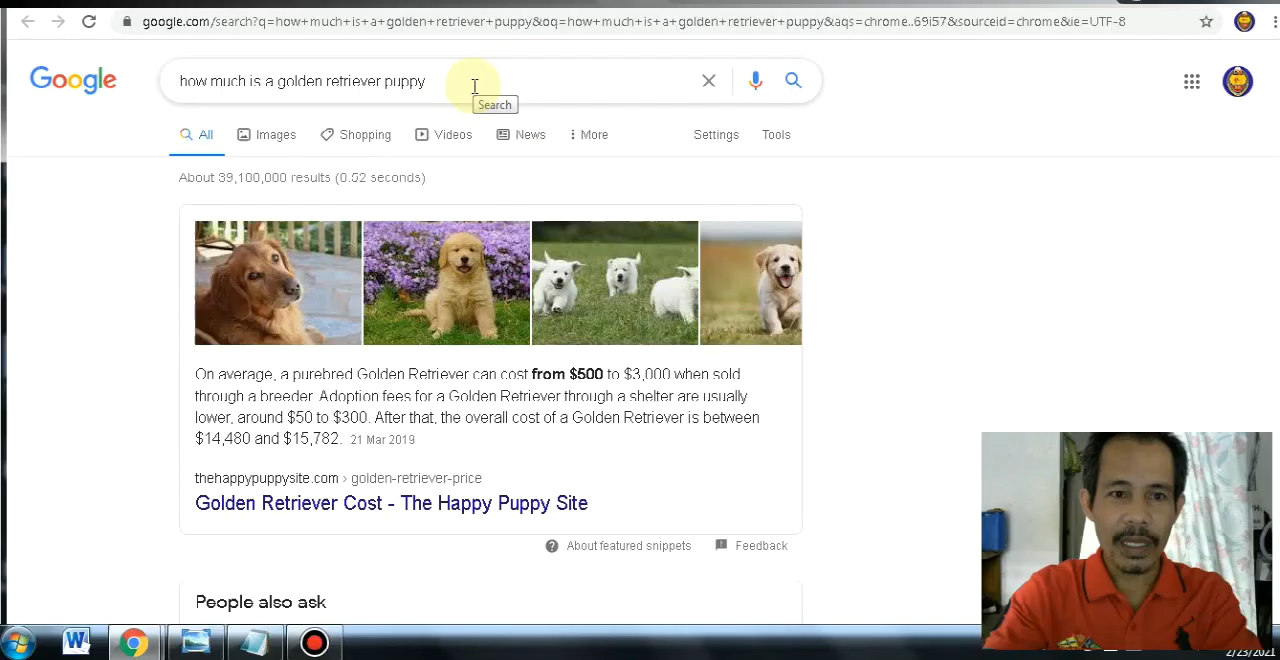 google.com/search?q=how+much+is+a+golden+retriever+puppy&oq=how+much+is+a+golden+retriever+puppy&aqs=chrome..69i57&sourceid=chrome&ie=UTF-8
Google
how much is a golden retriever puppy
Search
All Images Shopping Videos News More Settings Tools
About 39,100,000 results (0.52 seconds)
On average, a purebred Golden Retriever can cost from $500 to $3,000 when sold
through a breeder. Adoption fees for a Golden Retriever through a shelter are usually
lower, around $50 to $300. After that, the overall cost of a Golden Retriever is between
$14,480 and $15,782. 21 Mar 2019
thehappypuppysite.com › golden-retriever-price
Golden Retriever Cost - The Happy Puppy Site
About featured snippets Feedback
People also ask
2/23/2021